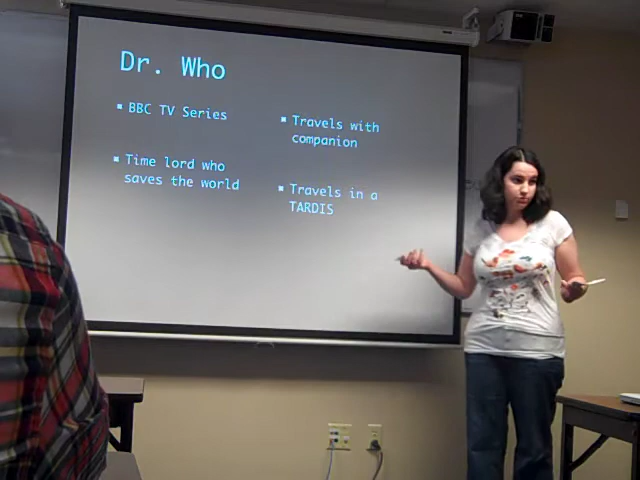 Dr. Who
▪ BBC TV Series
▪ Time lord who
saves the world
▪ Travels with
companion
▪ Travels in a
TARDIS